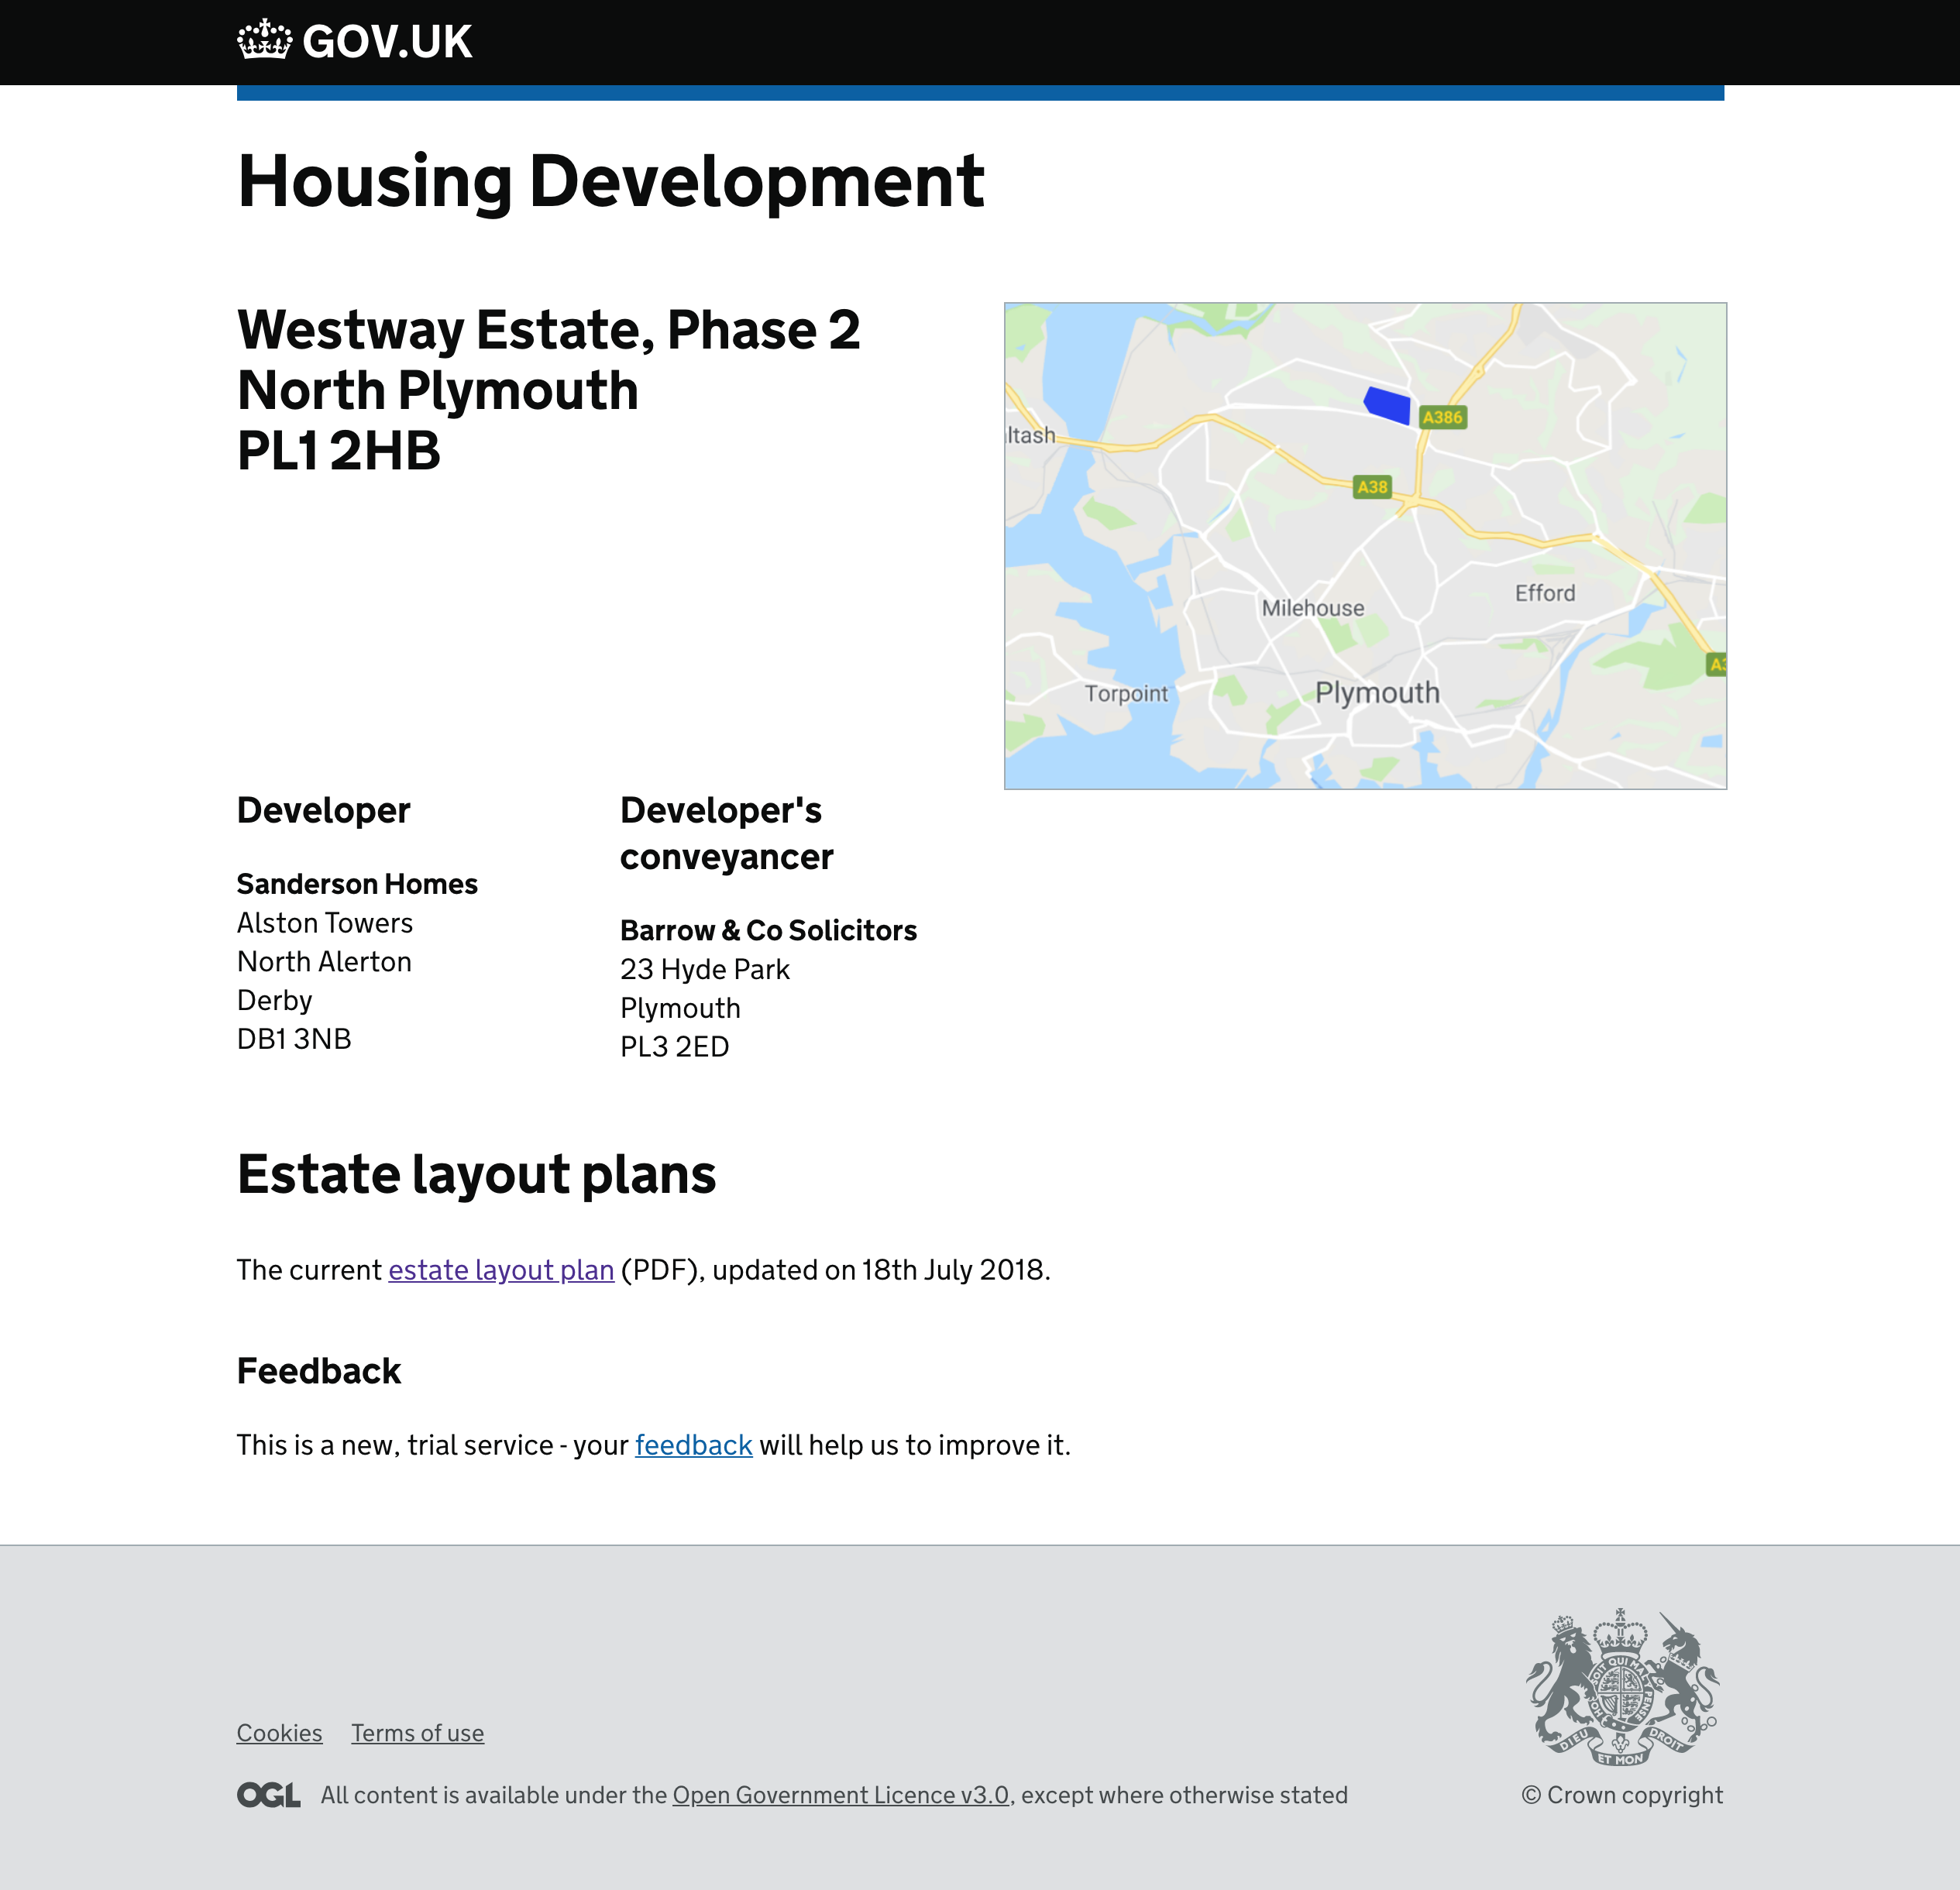 GOV.UK
Housing Development
Westway Estate, Phase 2
North Plymouth
PL1 2HB
ltash
A386
A38
Milehouse
Efford
A3
Torpoint
Plymouth
Developer
Sanderson Homes
Alston Towers
North Alerton
Derby
DB1 3NB
Developer's
conveyancer
Barrow & Co Solicitors
23 Hyde Park
Plymouth
PL3 2ED
Estate layout plans
The current estate layout plan (PDF), updated on 18th July 2018.
Feedback
This is a new, trial service - your feedback will help us to improve it.
Cookies Terms of use
OGL All content is available under the Open Government Licence v3.0, except where otherwise stated
SOIT QUI MAL PENSE HON
DIEU ET MON DROIT
© Crown copyright